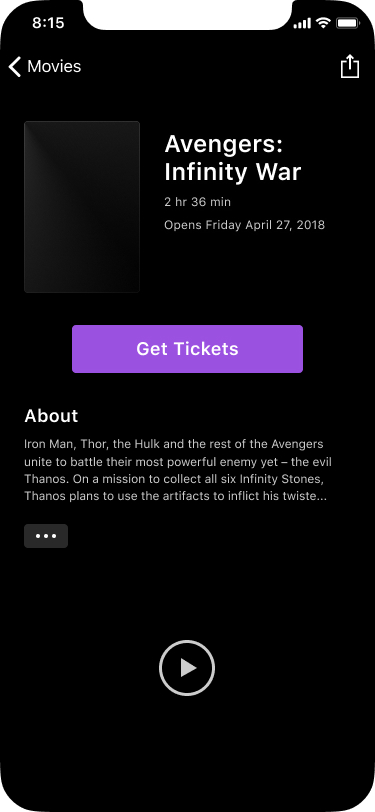 8:15
Movies
Avengers:
Infinity War
2 hr 36 min
Opens Friday April 27, 2018
Get Tickets
About
Iron Man, Thor, the Hulk and the rest of the Avengers
unite to battle their most powerful enemy yet – the evil
Thanos. On a mission to collect all six Infinity Stones,
Thanos plans to use the artifacts to inflict his twiste...